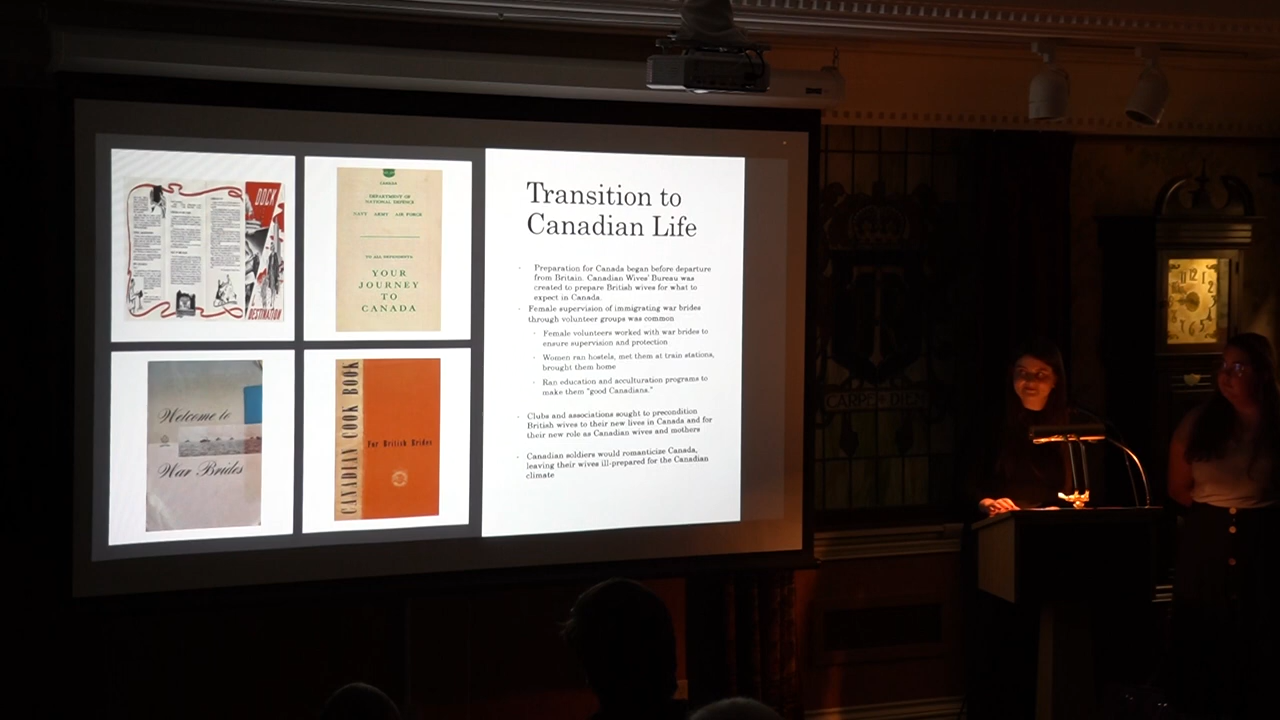 DOCK
DESTINATION
CANADA
DEPARTMENT OF
NATIONAL DEFENCE
NAVY ARMY AIR FORCE
TO ALL DEPENDENTS
YOUR
JOURNEY
TO
CANADA
Welcome to
War Brides
CANADIAN COOK BOOK
For British Brides
Transition to
Canadian Life
Preparation for Canada began before departure
from Britain. Canadian Wives' Bureau was
created to prepare British wives for what to
expect in Canada.
Female supervision of immigrating war brides
through volunteer groups was common
Female volunteers worked with war brides to
ensure supervision and protection
Women ran hostels, met them at train stations,
brought them home
Ran education and acculturation programs to
make them "good Canadians."
Clubs and associations sought to precondition
British wives to their new lives in Canada and for
their new role as Canadian wives and mothers
Canadian soldiers would romanticize Canada,
leaving their wives ill-prepared for the Canadian
climate
CARPE DIEM